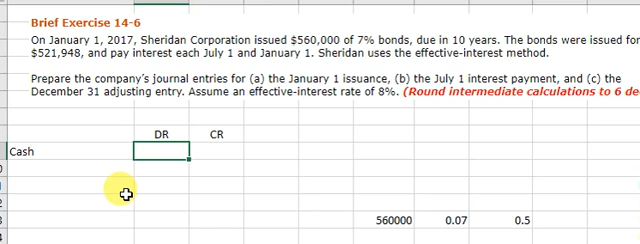 Brief Exercise 14-6
On January 1, 2017, Sheridan Corporation issued $560,000 of 7% bonds, due in 10 years. The bonds were issued for
$521,948, and pay interest each July 1 and January 1. Sheridan uses the effective-interest method.
Prepare the company's journal entries for (a) the January 1 issuance, (b) the July 1 interest payment, and (c) the
December 31 adjusting entry. Assume an effective-interest rate of 8%. (Round intermediate calculations to 6 de
DR CR
Cash
560000 0.07 0.5